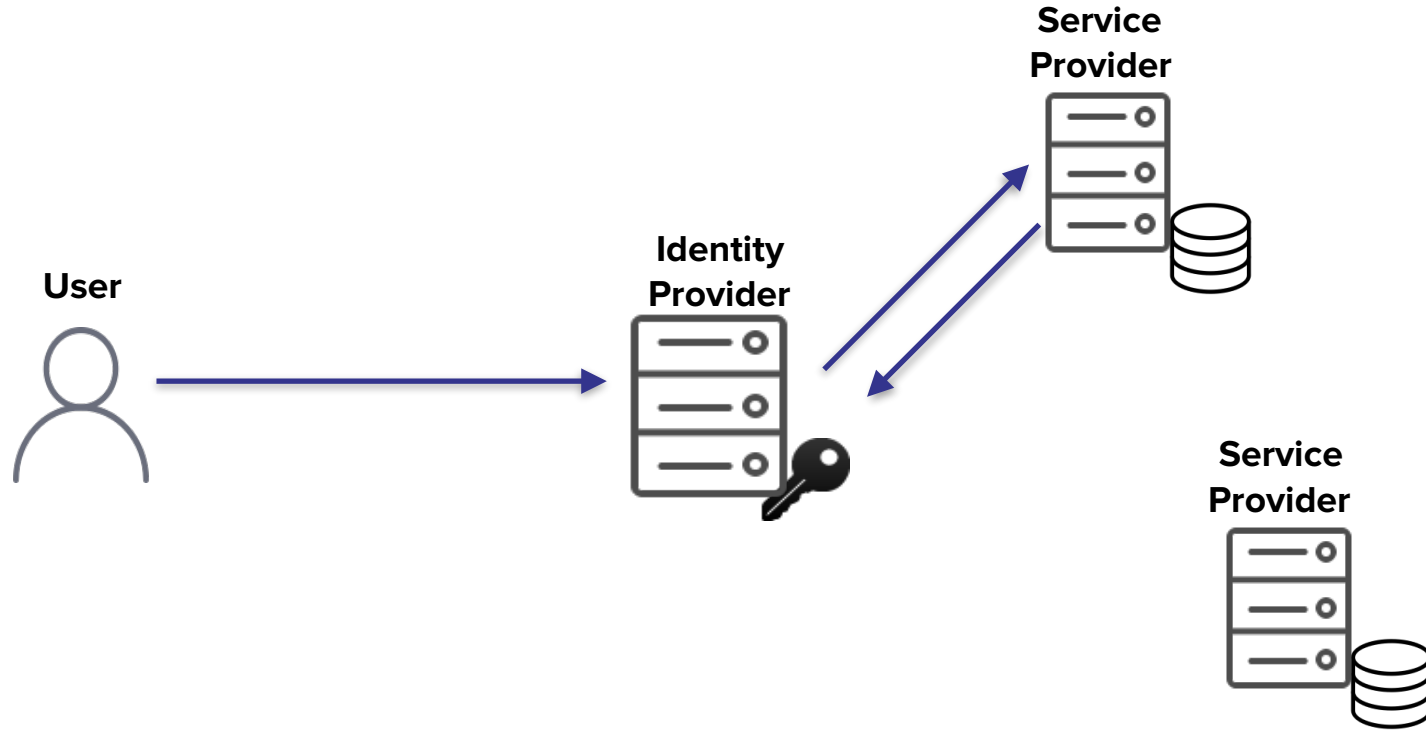 Service
Provider
Identity
Provider
User
Service
Provider